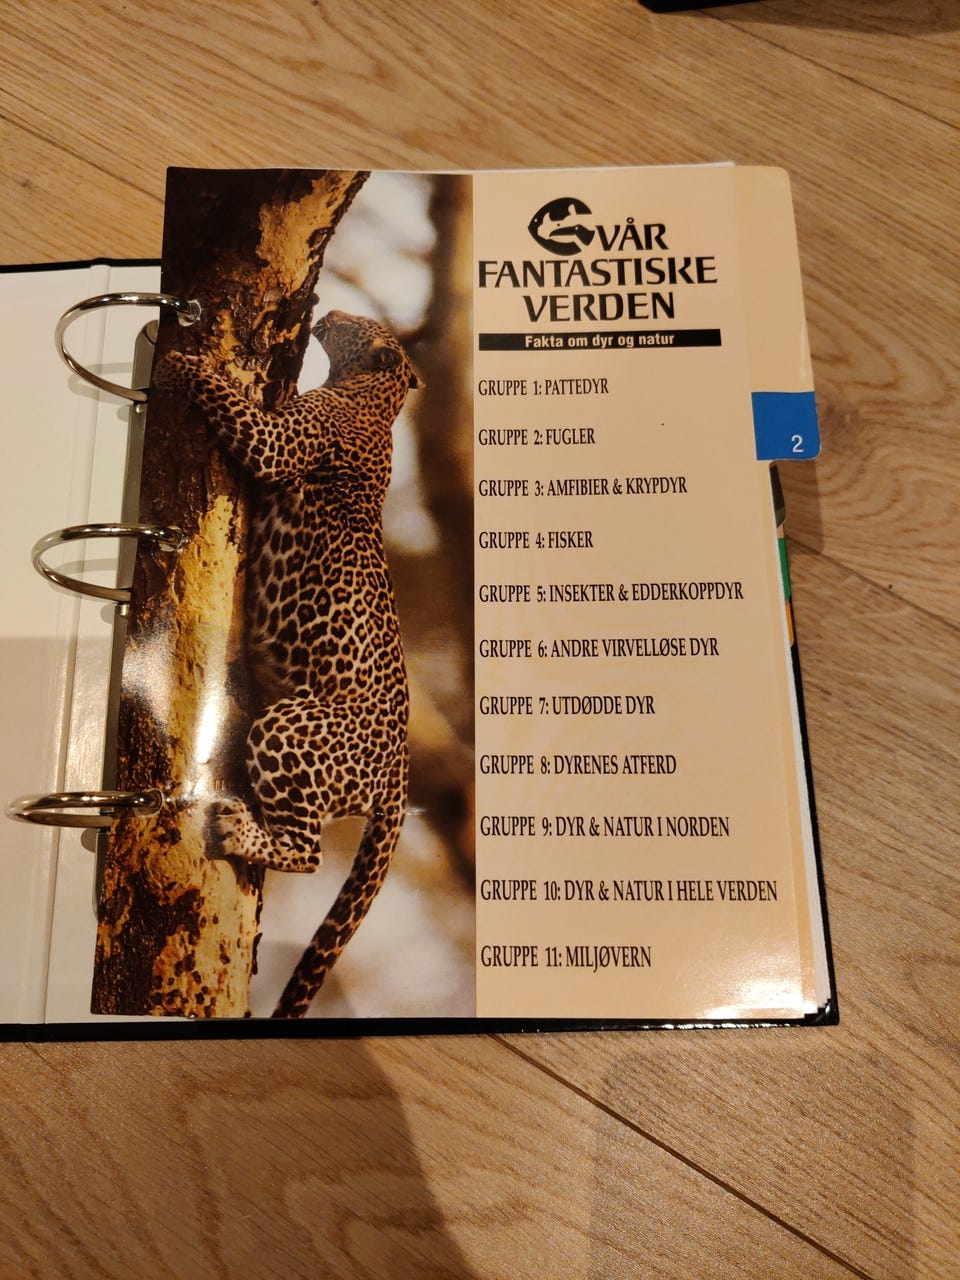 VÅR
FANTASTISKE
VERDEN
Fakta om dyr og natur
GRUPPE 1: PATTEDYR
GRUPPE 2: FUGLER
GRUPPE 3: AMFIBIER & KRYPDYR
GRUPPE 4: FISKER
GRUPPE 5: INSEKTER & EDDERKOPPDYR
GRUPPE 6: ANDRE VIRVELLØSE DYR
GRUPPE 7: UTDØDDE DYR
GRUPPE 8: DYRENES ATFERD
GRUPPE 9: DYR & NATUR I NORDEN
GRUPPE 10: DYR & NATUR I HELE VERDEN
GRUPPE 11: MILJØVERN
2